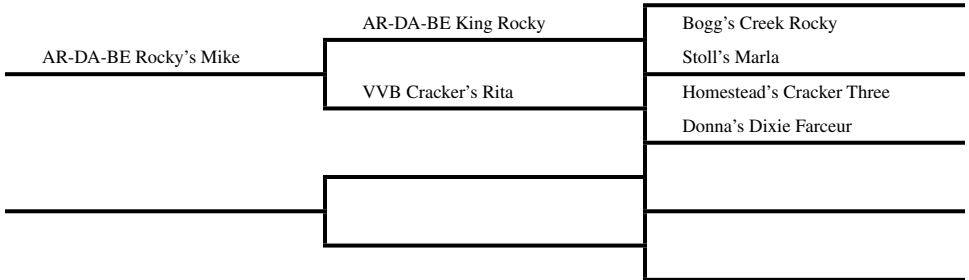 AR-DA-BE King Rocky
Bogg's Creek Rocky
AR-DA-BE Rocky's Mike
Stoll's Marla
VVB Cracker's Rita
Homestead's Cracker Three
Donna's Dixie Farceur